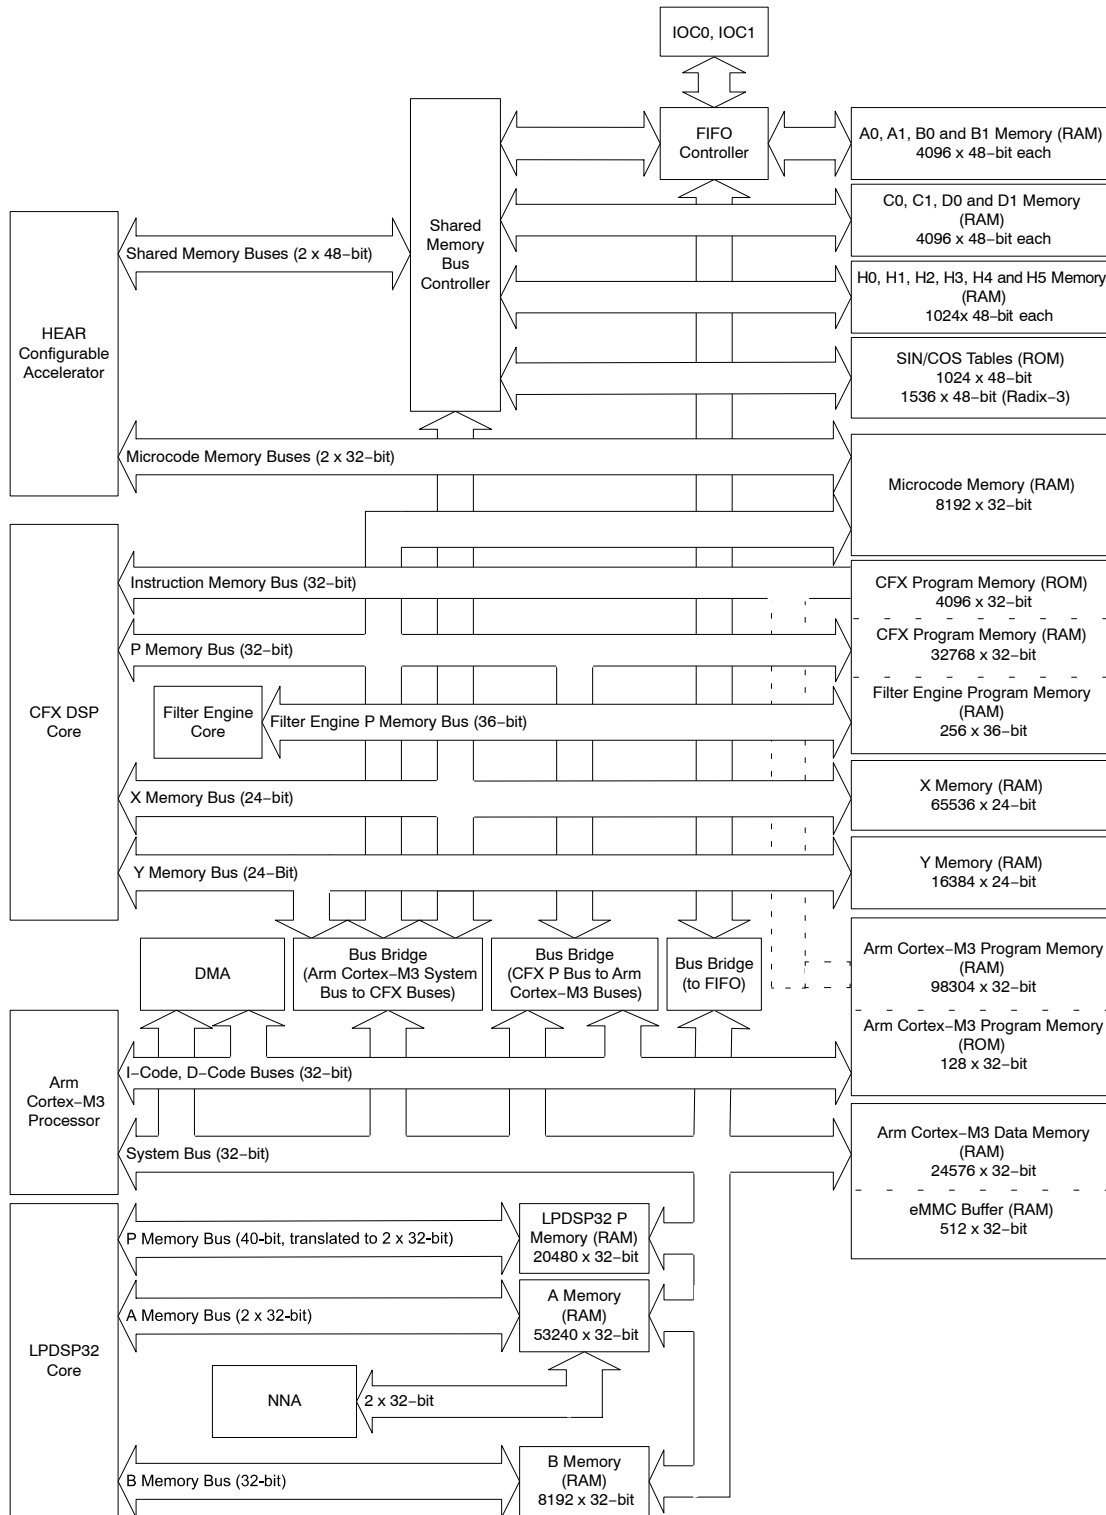 IOC0, IOC1
FIFO
Controller
A0, A1, B0 and B1 Memory (RAM)
4096 x 48−bit each
C0, C1, D0 and D1 Memory
(RAM)
4096 x 48−bit each
Shared
Memory
Bus
Controller
Shared Memory Buses (2 x 48−bit)
H0, H1, H2, H3, H4 and H5 Memory
(RAM)
1024x 48−bit each
HEAR
Configurable
Accelerator
SIN/COS Tables (ROM)
1024 x 48−bit
1536 x 48−bit (Radix−3)
Microcode Memory Buses (2 x 32−bit)
Microcode Memory (RAM)
8192 x 32−bit
Instruction Memory Bus (32−bit)
CFX Program Memory (ROM)
4096 x 32−bit
P Memory Bus (32−bit)
CFX Program Memory (RAM)
32768 x 32−bit
CFX DSP
Core
Filter Engine
Core
Filter Engine P Memory Bus (36−bit)
Filter Engine Program Memory
(RAM)
256 x 36−bit
X Memory Bus (24−bit)
X Memory (RAM)
65536 x 24−bit
Y Memory Bus (24−Bit)
Y Memory (RAM)
16384 x 24−bit
DMA
Bus Bridge
(Arm Cortex−M3 System
Bus to CFX Buses)
Bus Bridge
(CFX P Bus to Arm
Cortex−M3 Buses)
Bus Bridge
(to FIFO)
Arm Cortex−M3 Program Memory
(RAM)
98304 x 32−bit
Arm Cortex−M3 Program Memory
(ROM)
128 x 32−bit
Arm
Cortex−M3
Processor
I−Code, D−Code Buses (32−bit)
System Bus (32−bit)
Arm Cortex−M3 Data Memory
(RAM)
24576 x 32−bit
eMMC Buffer (RAM)
512 x 32−bit
P Memory Bus (40-bit, translated to 2 x 32-bit)
LPDSP32 P
Memory (RAM)
20480 x 32−bit
A Memory Bus (2 x 32-bit)
A Memory
(RAM)
53240 x 32−bit
LPDSP32
Core
NNA
2 x 32−bit
B Memory Bus (32-bit)
B Memory
(RAM)
8192 x 32−bit